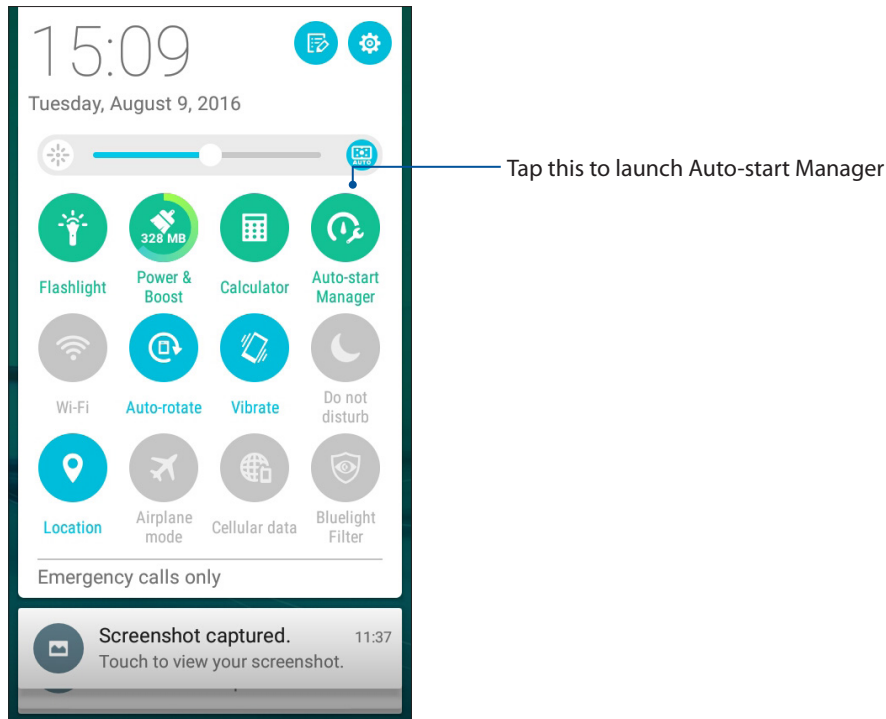 15:09
Tuesday, August 9, 2016
AUTO
Tap this to launch Auto-start Manager
328 MB
Flashlight
Power &
Boost
Calculator
Auto-start
Manager
Wi-Fi
Auto-rotate
Vibrate
Do not
disturb
Location
Airplane
mode
Cellular data
Bluelight
Filter
Emergency calls only
Screenshot captured.
11:37
Touch to view your screenshot.